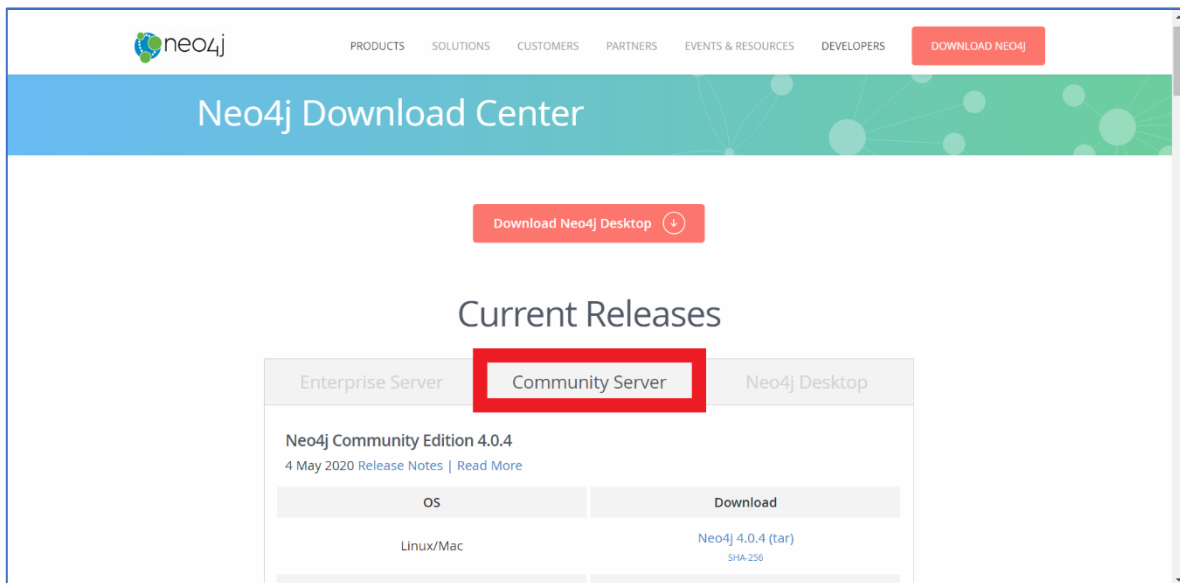 neo4j PRODUCTS SOLUTIONS CUSTOMERS PARTNERS EVENTS & RESOURCES DEVELOPERS DOWNLOAD NEO4J
Neo4j Download Center
Download Neo4j Desktop
Current Releases
Enterprise Server Community Server Neo4j Desktop
Neo4j Community Edition 4.0.4
4 May 2020 Release Notes | Read More
OS Download
Linux/Mac Neo4j 4.0.4 (tar)
SHA-256